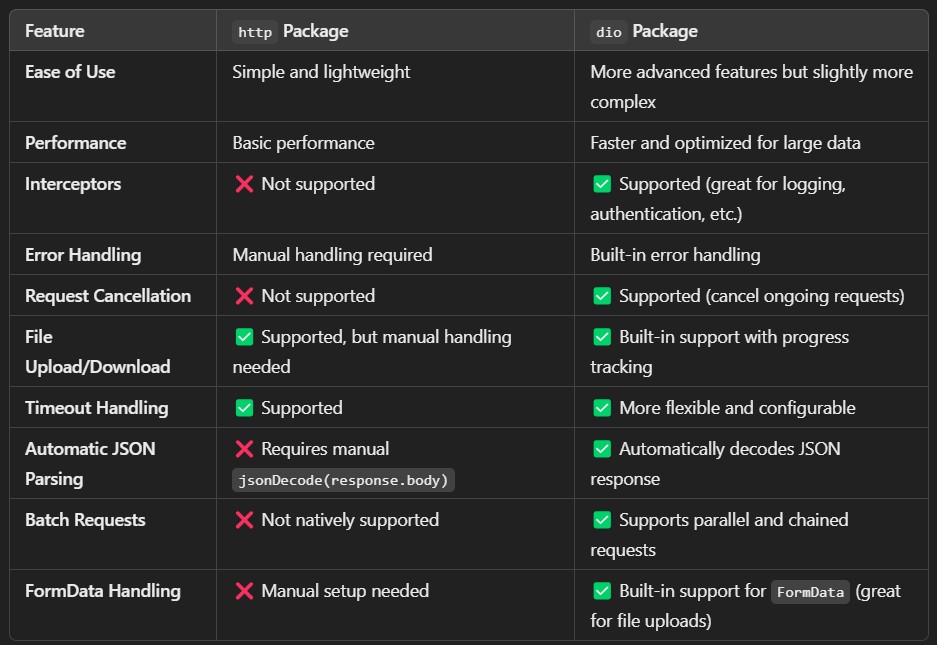 Feature http Package dio Package
Ease of Use Simple and lightweight More advanced features but slightly more
complex
Performance Basic performance Faster and optimized for large data
Interceptors ❌ Not supported ✅ Supported (great for logging,
authentication, etc.)
Error Handling Manual handling required Built-in error handling
Request Cancellation ❌ Not supported ✅ Supported (cancel ongoing requests)
File ✅ Supported, but manual handling ✅ Built-in support with progress
Upload/Download needed tracking
Timeout Handling ✅ Supported ✅ More flexible and configurable
Automatic JSON ❌ Requires manual ✅ Automatically decodes JSON
Parsing jsonDecode(response.body) response
Batch Requests ❌ Not natively supported ✅ Supports parallel and chained
requests
FormData Handling ❌ Manual setup needed ✅ Built-in support for FormData (great
for file uploads)